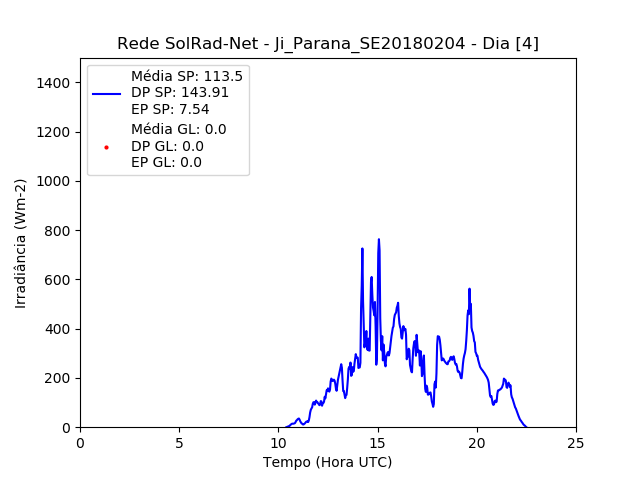 Rede SolRad-Net - Ji_Parana_SE20180204 - Dia [4]
Média SP: 113.5
DP SP: 143.91
EP SP: 7.54
Média GL: 0.0
DP GL: 0.0
EP GL: 0.0
1400
1200
1000
800
600
400
200
0
Irradiância (Wm-2)
0 5 10 15 20 25
Tempo (Hora UTC)